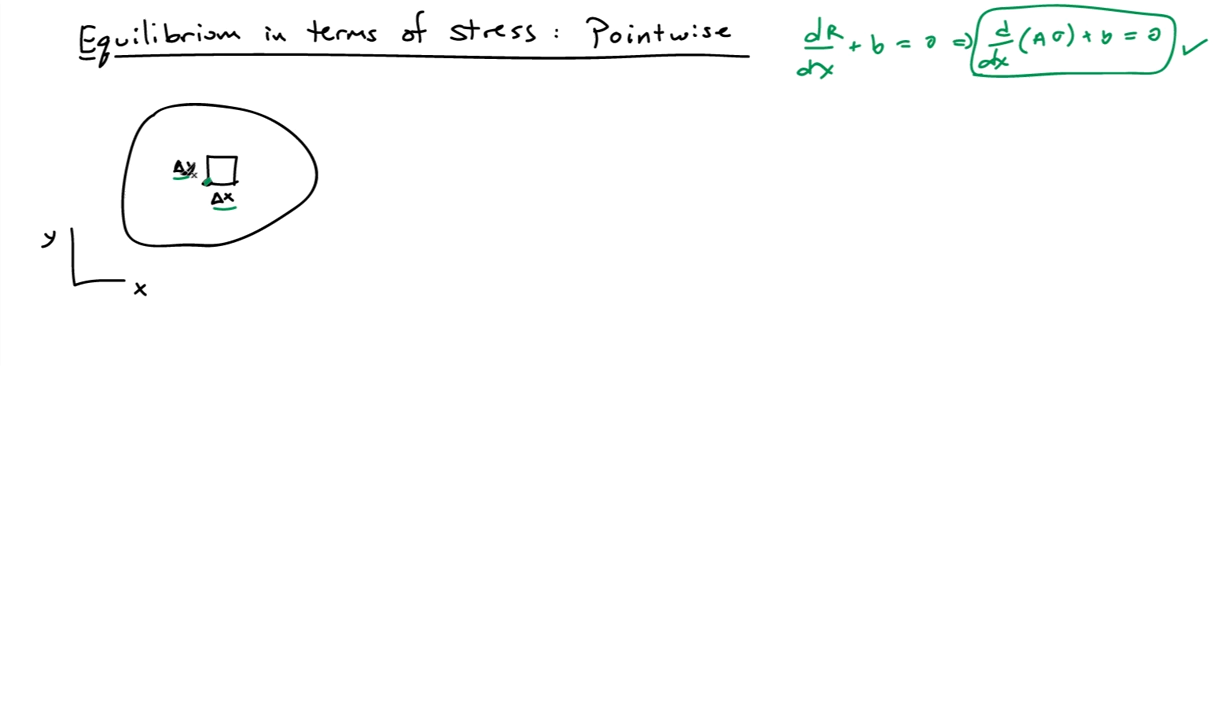 Equilibrium in terms of stress : Pointwise
dR/dx + b = 0 ⇒ d/dx (Aσ) + b = 0 ✓
Δy
Δx
y
x